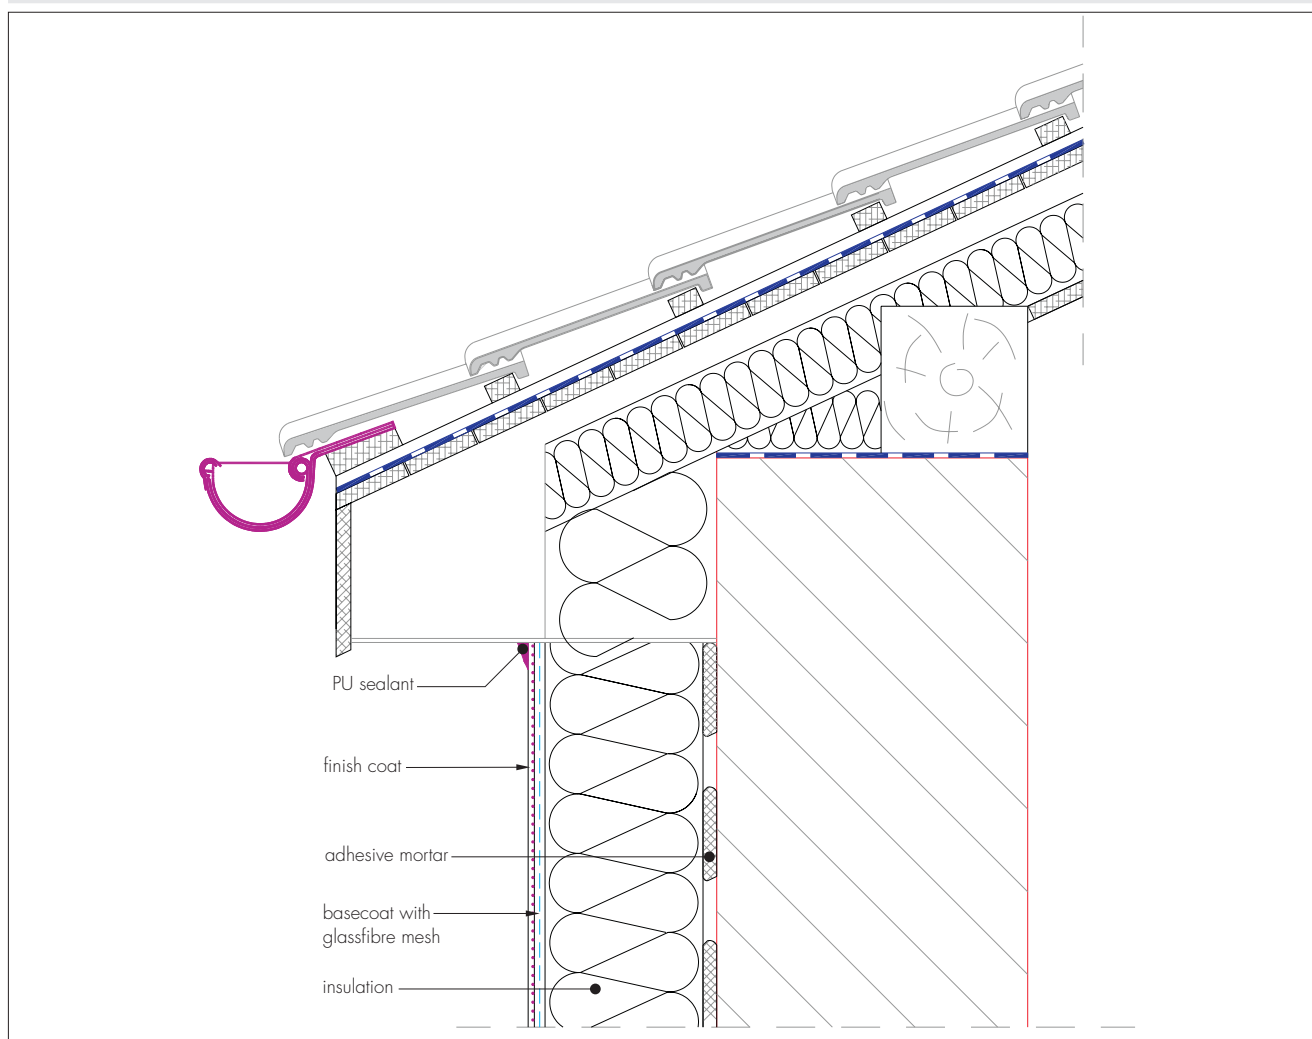 PU sealant
finish coat
adhesive mortar
basecoat with
glassfibre mesh
insulation